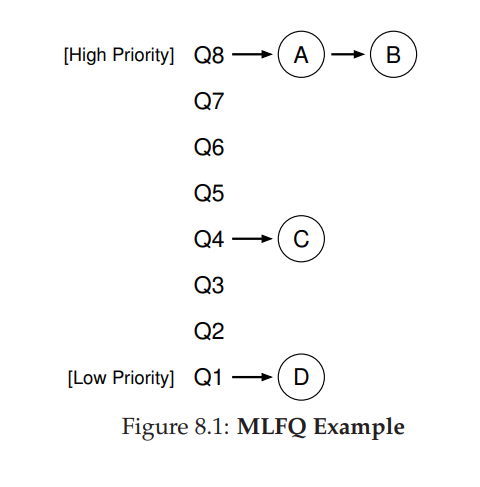 [High Priority] Q8 A B
Q7
Q6
Q5
Q4 C
Q3
Q2
[Low Priority] Q1 D
Figure 8.1: MLFQ Example